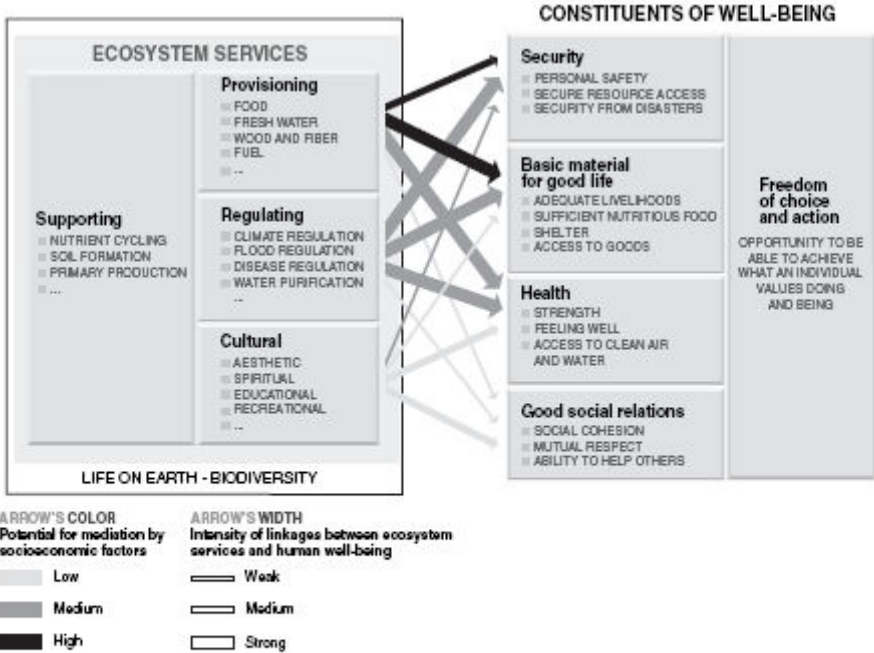 CONSTITUENTS OF WELL-BEING
ECOSYSTEM SERVICES
Supporting
NUTRIENT CYCLING
SOIL FORMATION
PRIMARY PRODUCTION
...
Provisioning
FOOD
FRESH WATER
WOOD AND FIBER
FUEL
...
Regulating
CLIMATE REGULATION
FLOOD REGULATION
DISEASE REGULATION
WATER PURIFICATION
...
Cultural
AESTHETIC
SPIRITUAL
EDUCATIONAL
RECREATIONAL
...
LIFE ON EARTH - BIODIVERSITY
Security
PERSONAL SAFETY
SECURE RESOURCE ACCESS
SECURITY FROM DISASTERS
Basic material
for good life
ADEQUATE LIVELIHOODS
SUFFICIENT NUTRITIOUS FOOD
SHELTER
ACCESS TO GOODS
Health
STRENGTH
FEELING WELL
ACCESS TO CLEAN AIR
AND WATER
Good social relations
SOCIAL COHESION
MUTUAL RESPECT
ABILITY TO HELP OTHERS
Freedom
of choice
and action
OPPORTUNITY TO BE
ABLE TO ACHIEVE
WHAT AN INDIVIDUAL
VALUES DOING
AND BEING
ARROW'S COLOR
Potential for mediation by
socioeconomic factors
Low
Medium
High
ARROW'S WIDTH
Intensity of linkages between ecosystem
services and human well-being
Weak
Medium
Strong